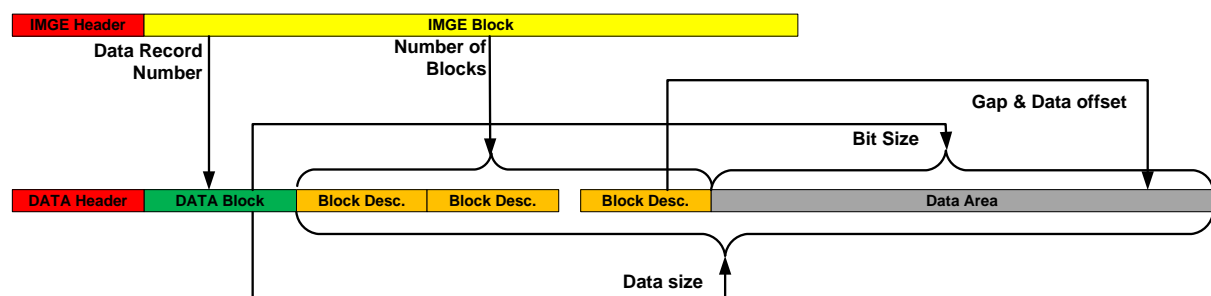 IMGE Header IMGE Block
Data Record
Number
Number of
Blocks
Gap & Data offset
Bit Size
DATA Header DATA Block Block Desc. Block Desc. Block Desc. Data Area
Data size